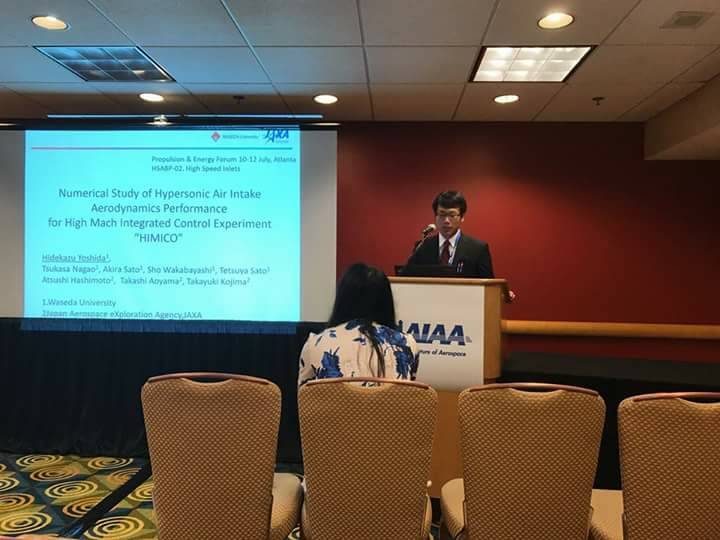 WASEDA University JAXA
Propulsion & Energy Forum 10-12 July, Atlanta
HSABP-02, High Speed Inlets
Numerical Study of Hypersonic Air Intake
Aerodynamics Performance
for High Mach Integrated Control Experiment
"HIMICO"
Hidekazu Yoshida¹,
Tsukasa Nagao¹, Akira Sato¹, Sho Wakabayashi¹, Tetsuya Sato¹
Atsushi Hashimoto², Takashi Aoyama², Takayuki Kojima²
1.Waseda University
2Japan Aerospace eXploration Agency,JAXA
AIAA
of Aerospace